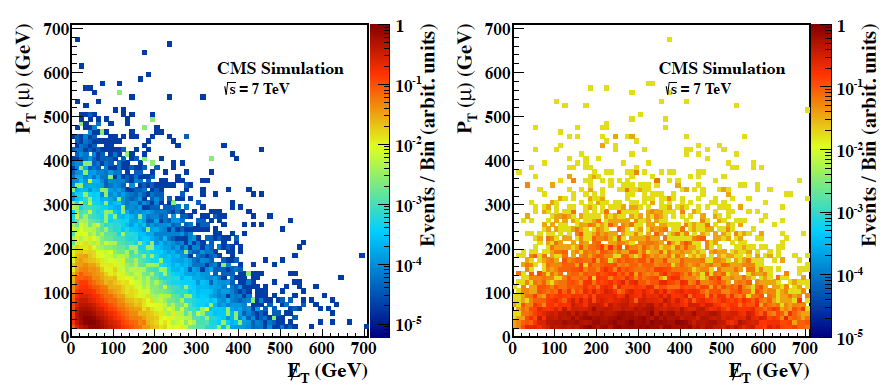 P_T (μ) (GeV)
700
600
500
400
300
200
100
0
CMS Simulation
√s = 7 TeV
0 100 200 300 400 500 600 700
E̸_T (GeV)
1
10^-1
10^-2
10^-3
10^-4
10^-5
Events / Bin (arbit. units)
P_T (μ) (GeV)
700
600
500
400
300
200
100
0
CMS Simulation
√s = 7 TeV
0 100 200 300 400 500 600 700
E̸_T (GeV)
1
10^-1
10^-2
10^-3
10^-4
10^-5
Events / Bin (arbit. units)